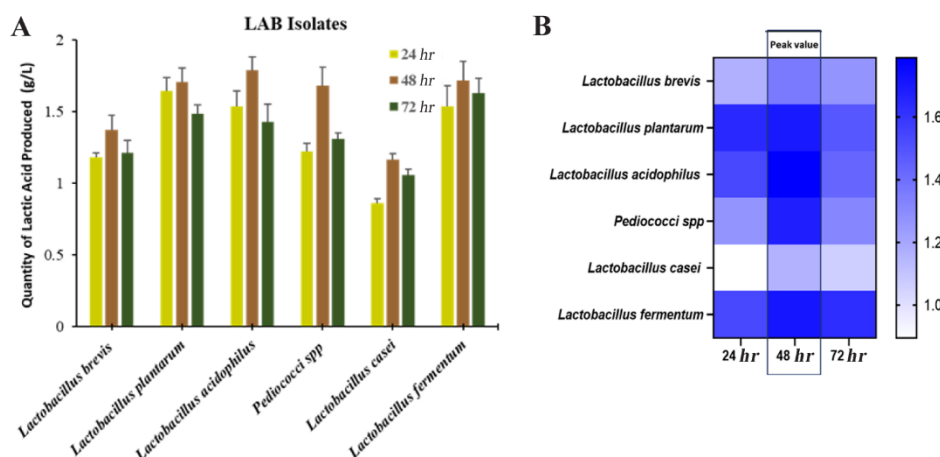 A
LAB Isolates
Quantity of Lactic Acid Produced (g/L)
2
1.5
1
0.5
0
24 hr
48 hr
72 hr
Lactobacillus brevis
Lactobacillus plantarum
Lactobacillus acidophilus
Pediococci spp
Lactobacillus casei
Lactobacillus fermentum
B
Peak value
Lactobacillus brevis
Lactobacillus plantarum
Lactobacillus acidophilus
Pediococci spp
Lactobacillus casei
Lactobacillus fermentum
24 hr
48 hr
72 hr
1.6
1.4
1.2
1.0